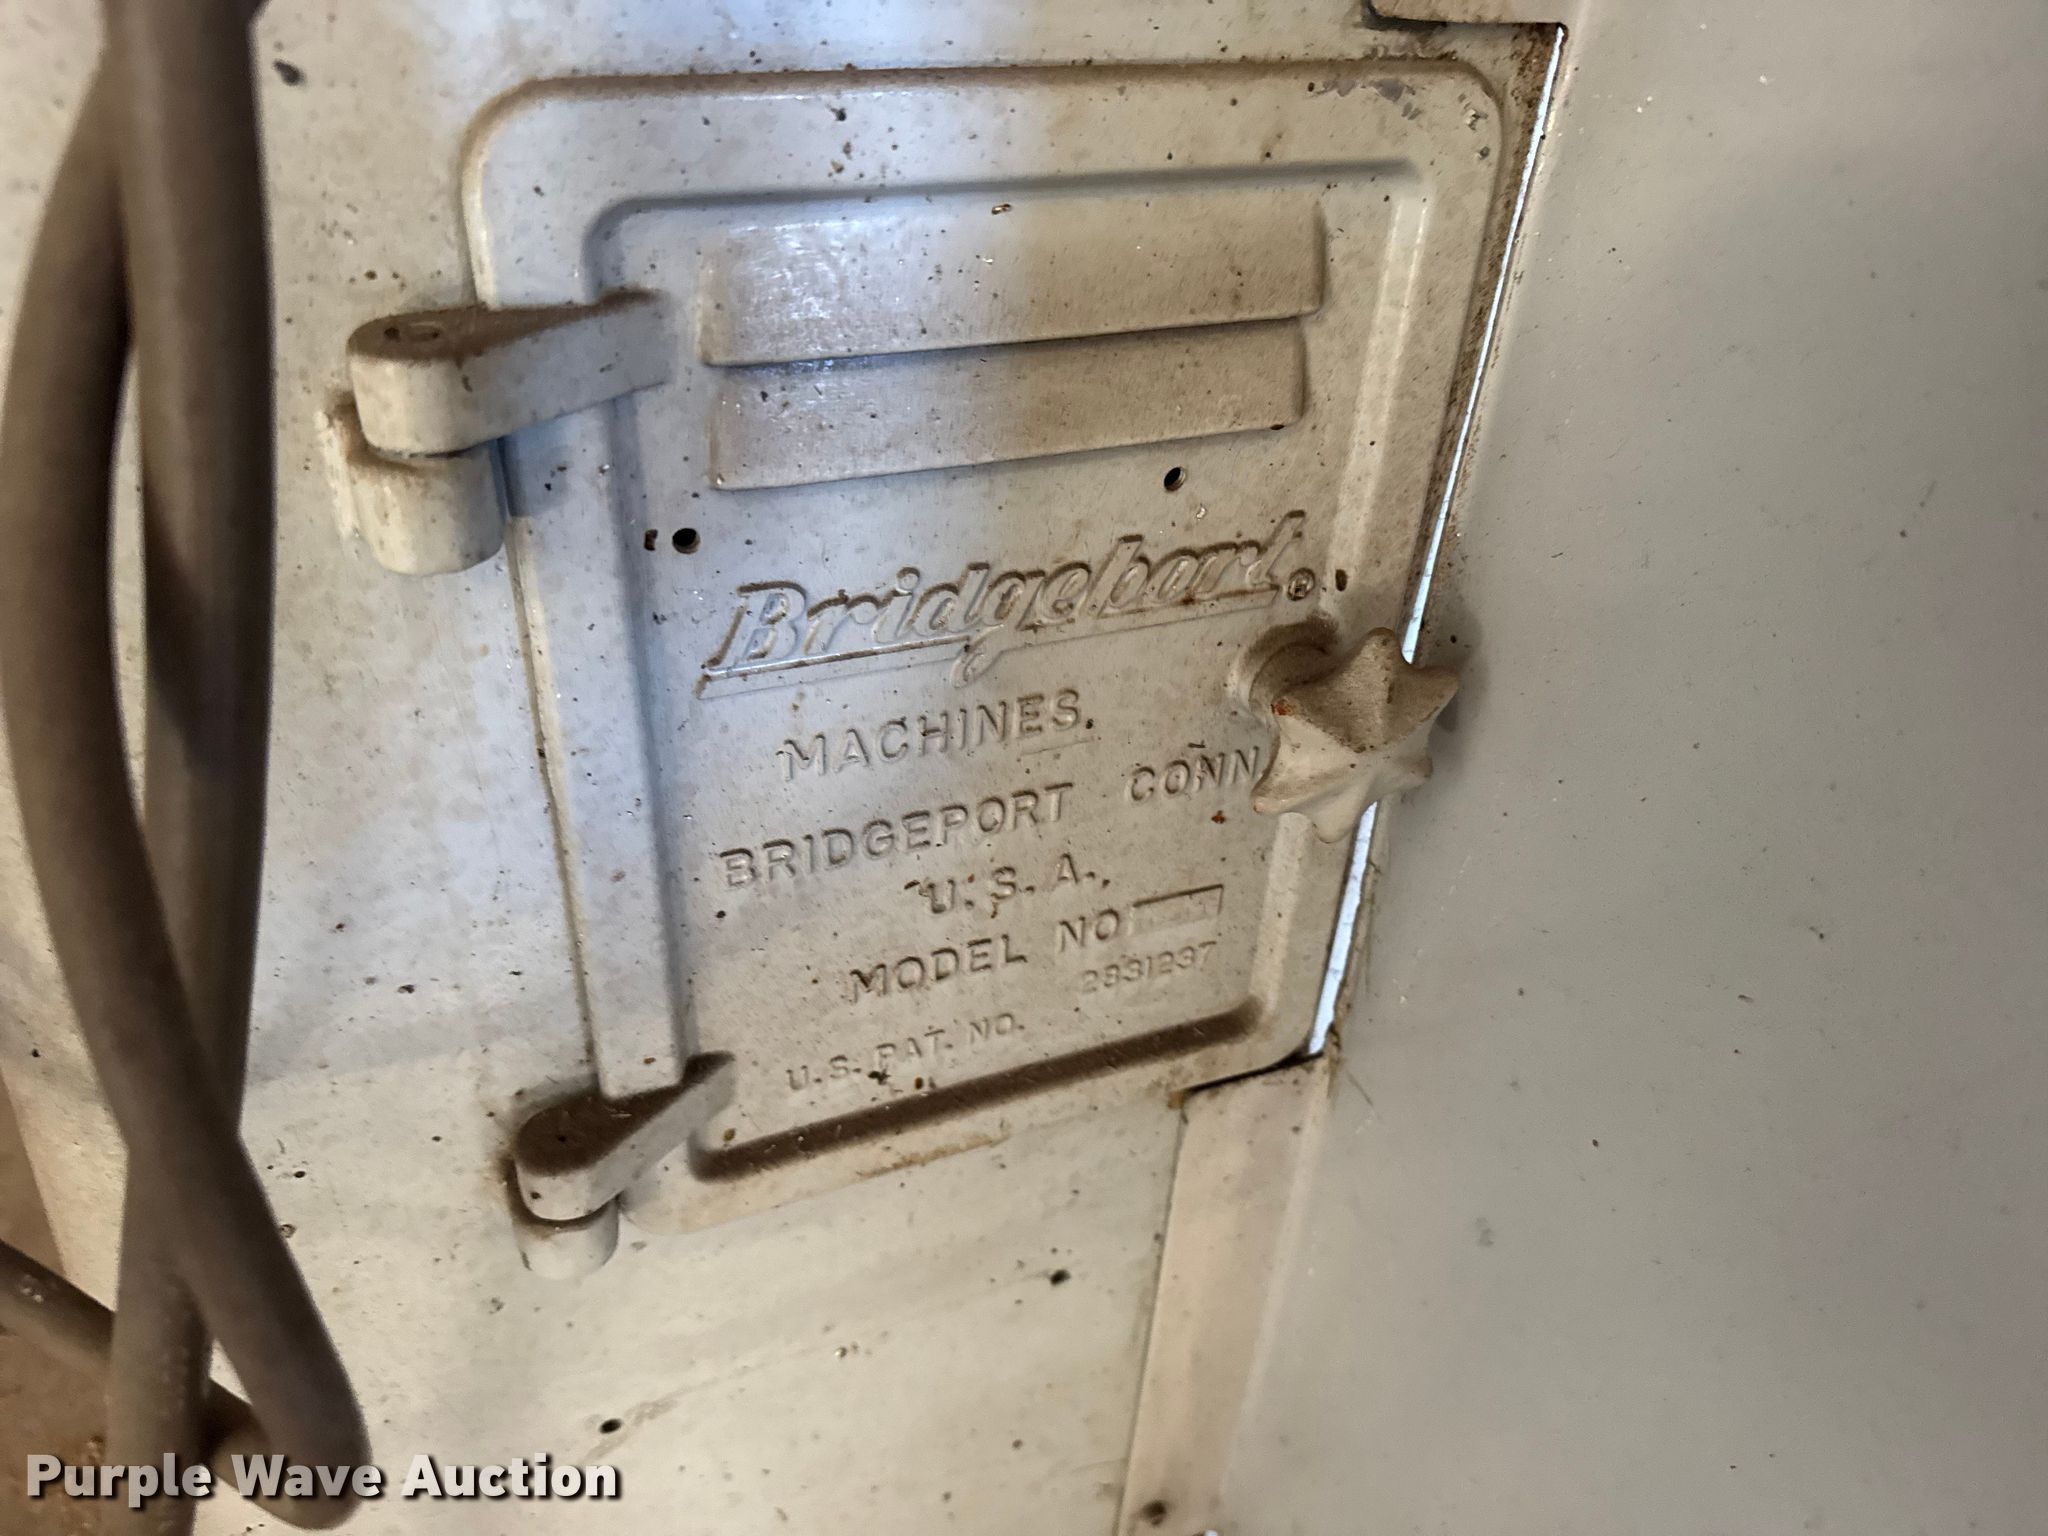 Bridgeport®
MACHINES.
BRIDGEPORT CONN
U. S. A.
MODEL NO
U.S. PAT. NO. 2831237
Purple Wave Auction